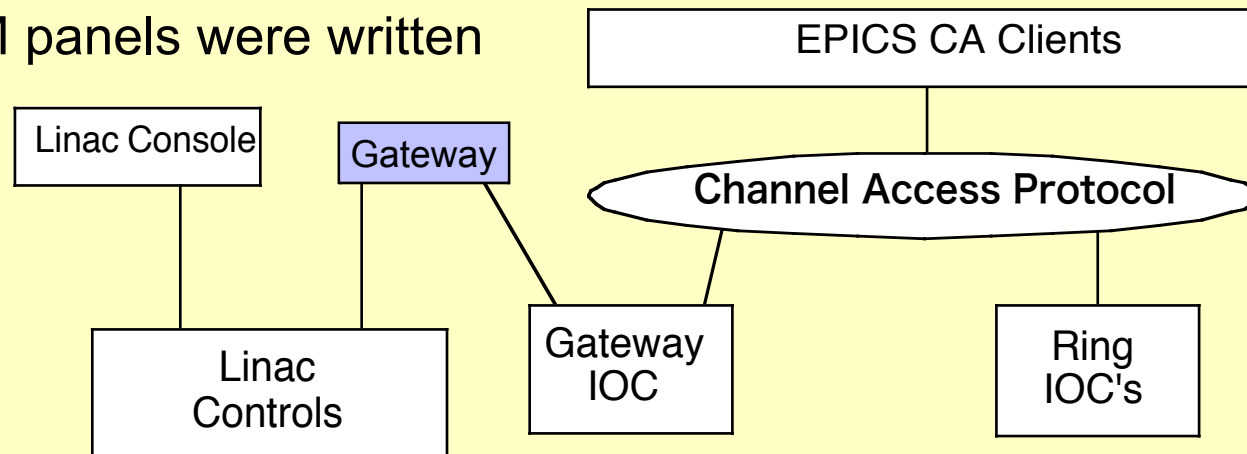 panels were written
EPICS CA Clients
Linac Console
Gateway
Channel Access Protocol
Linac
Controls
Gateway
IOC
Ring
IOC's